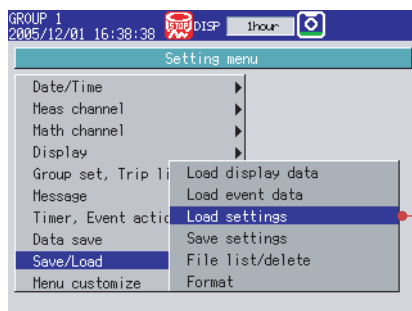 GROUP 1
2005/12/01 16:38:38 STOP DISP 1hour
Setting menu
Date/Time
Meas channel
Math channel
Display
Group set, Trip li
Message
Timer, Event actio
Data save
Save/Load
Menu customize
Load display data
Load event data
Load settings
Save settings
File list/delete
Format